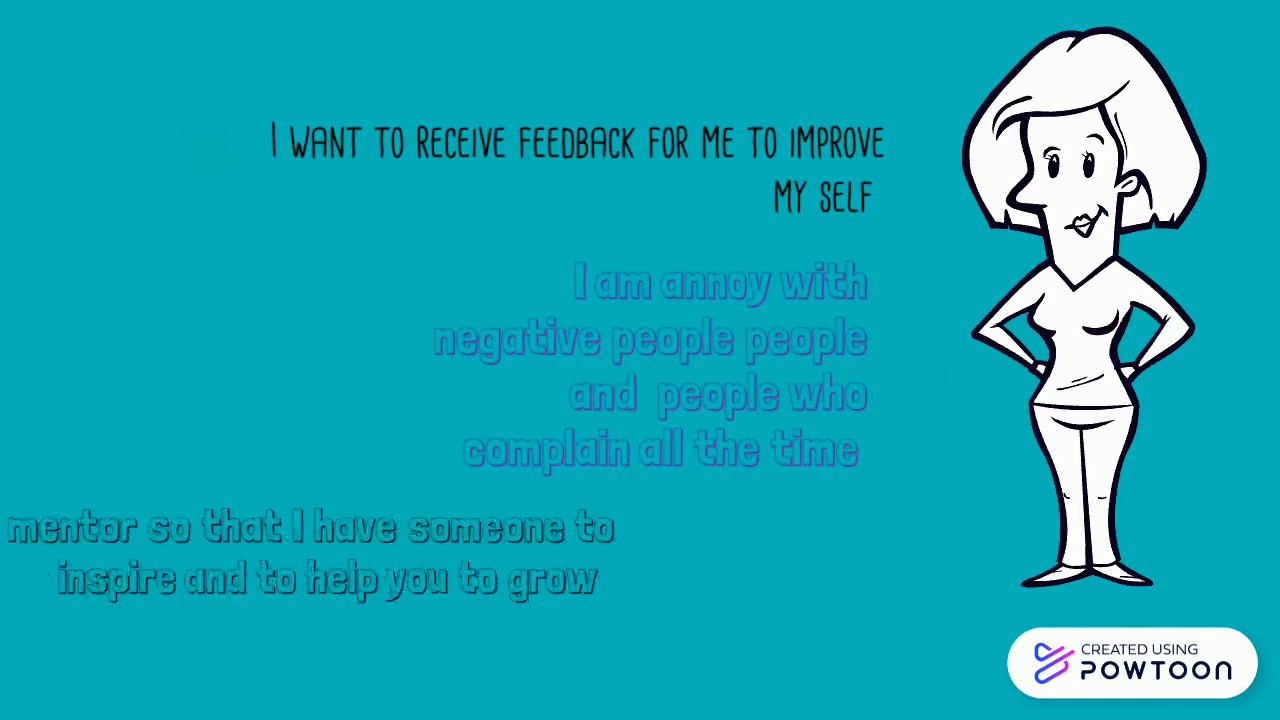 I WANT TO RECEIVE FEEDBACK FOR ME TO IMPROVE
MY SELF
I am annoy with
negative people people
and people who
complain all the time
mentor so that I have someone to
inspire and to help you to grow
CREATED USING
POWTOON